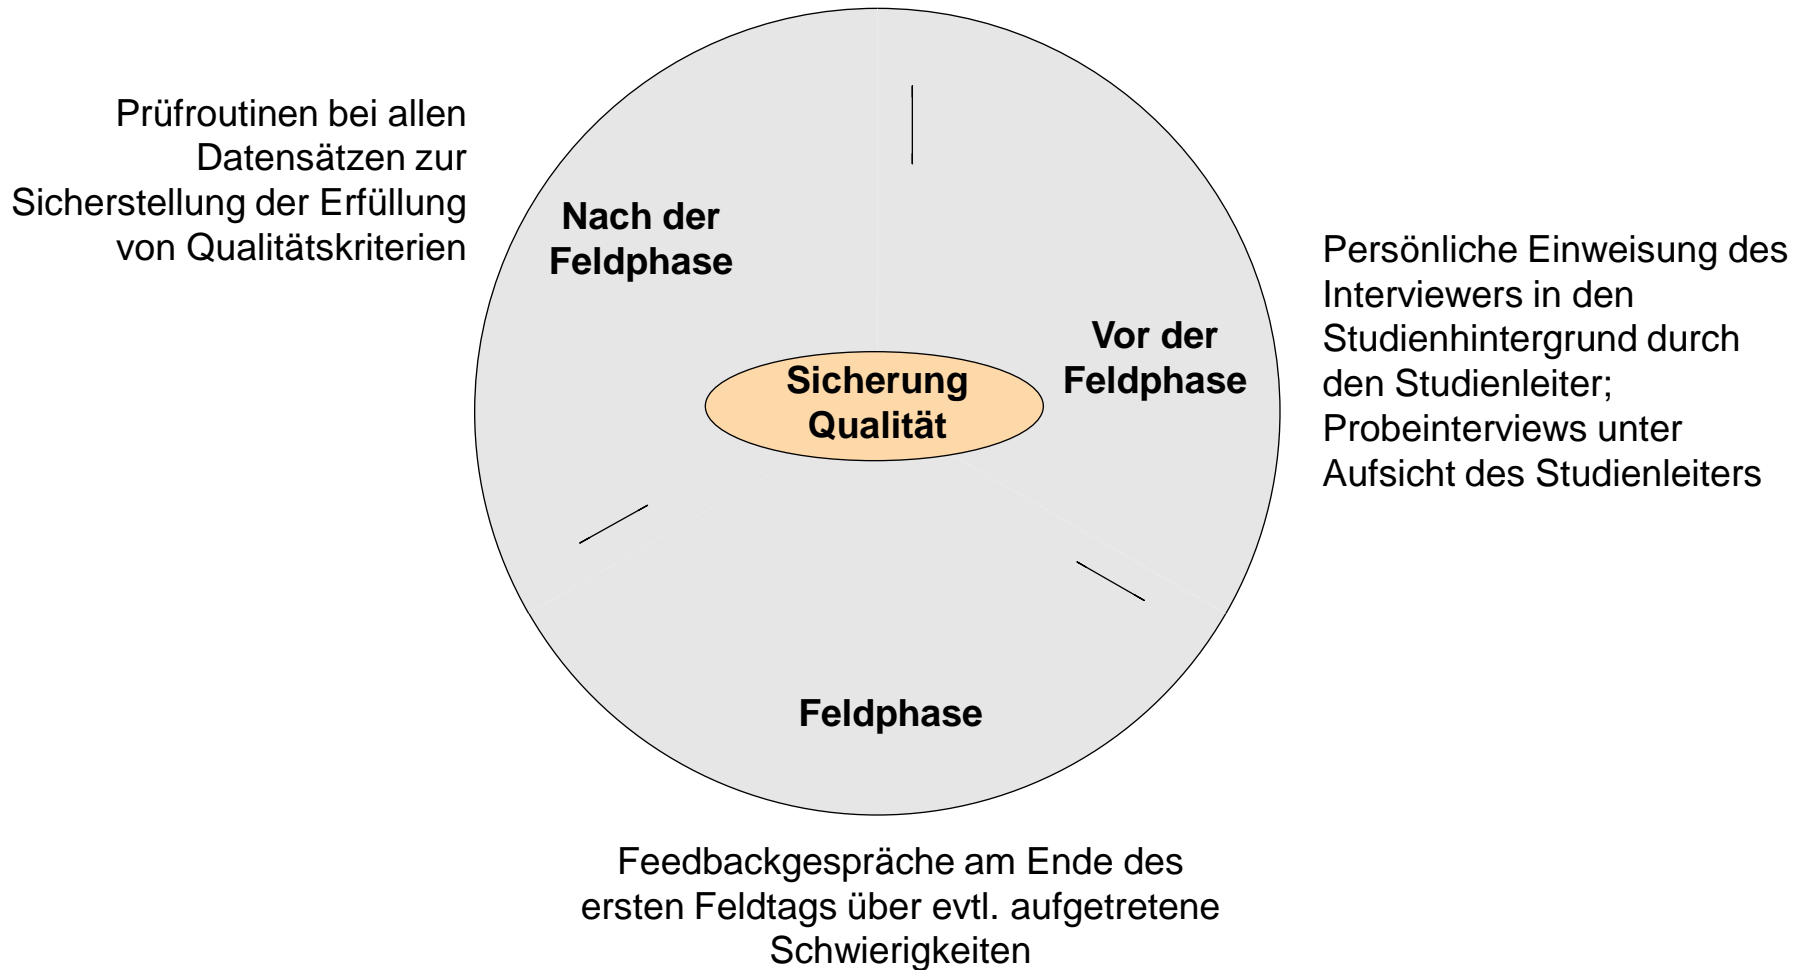 Prüfroutinen bei allen
Datensätzen zur
Sicherstellung der Erfüllung
von Qualitätskriterien
Nach der
Feldphase
Vor der
Feldphase
Sicherung
Qualität
Persönliche Einweisung des
Interviewers in den
Studienhintergrund durch
den Studienleiter;
Probeinterviews unter
Aufsicht des Studienleiters
Feldphase
Feedbackgespräche am Ende des
ersten Feldtags über evtl. aufgetretene
Schwierigkeiten